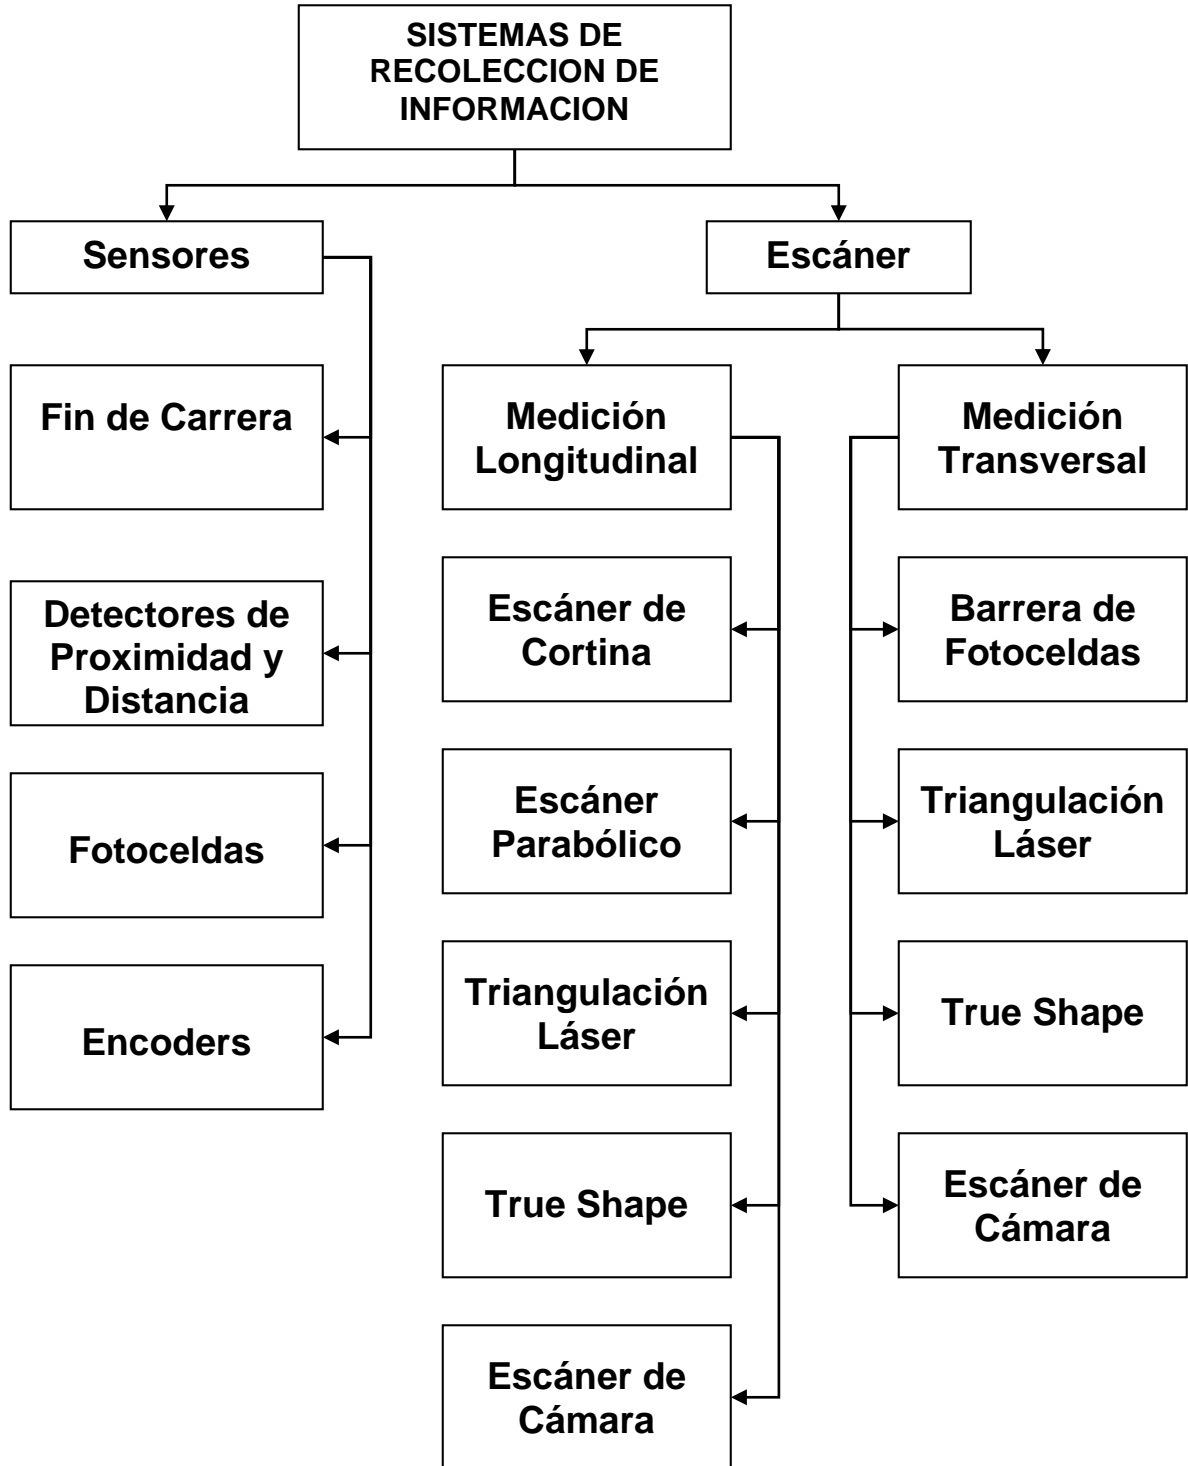 SISTEMAS DE
RECOLECCION DE
INFORMACION
Sensores
Escáner
Fin de Carrera
Detectores de
Proximidad y
Distancia
Fotoceldas
Encoders
Medición
Longitudinal
Escáner de
Cortina
Escáner
Parabólico
Triangulación
Láser
True Shape
Escáner de
Cámara
Medición
Transversal
Barrera de
Fotoceldas
Triangulación
Láser
True Shape
Escáner de
Cámara